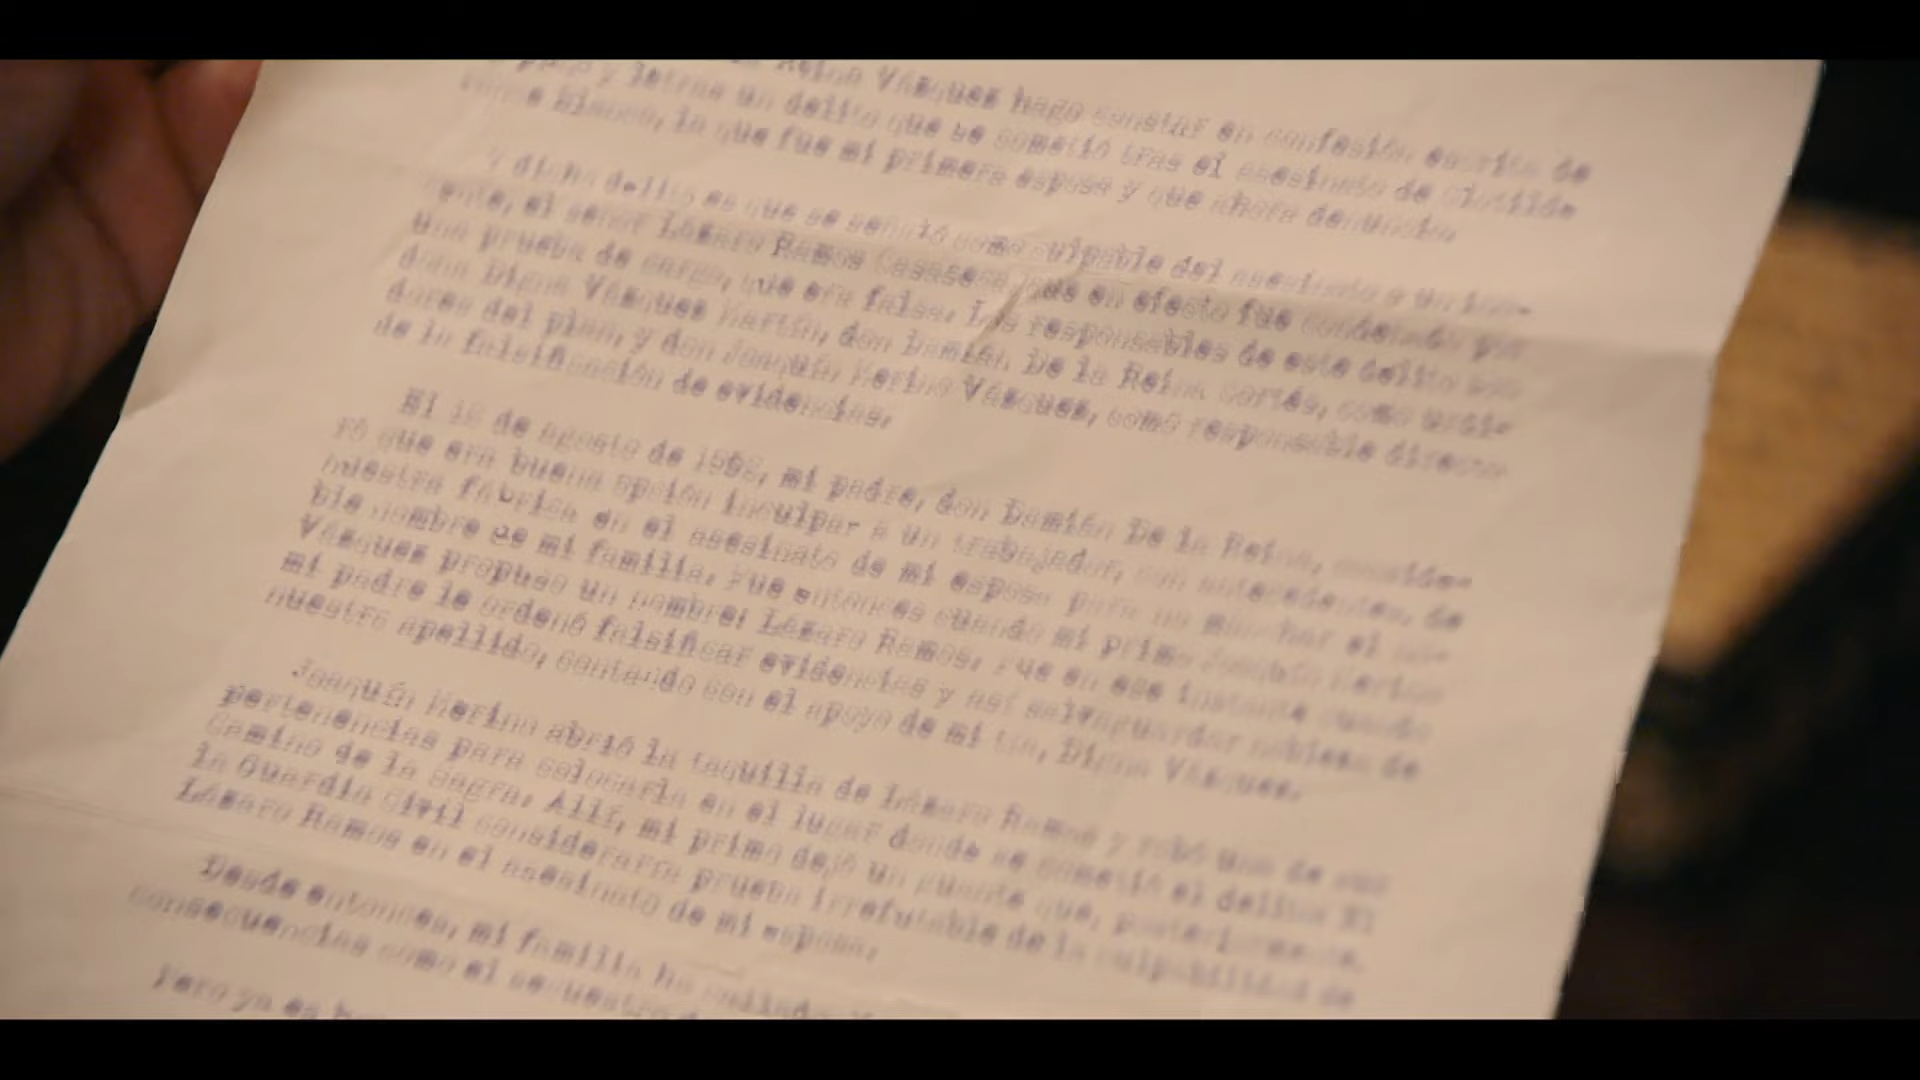 Reina Vázquez hago constar en confesión escrita de
y letras un delito que se cometió tras el asesinato de Clotilde
blanco, la que fue mi primera esposa y que ahora denuncio.
Y dicho delito es que se señaló como culpable del asesinato a un ino-
cente, el señor Lázaro Ramos Casaseca, que en efecto fue condenado por
una prueba de cargo, que era falsa. Los responsables de este delito son
doña Digna Vázquez Martín, don Damián De la Reina Cortés, como urdi-
dores del plan, y don Joaquín Merino Vázquez, como responsable directo
de la falsificación de evidencias.
El 12 de agosto de mi padre, don Damián De la Reina, conside-
ró que era buena opción inculpar a un trabajador, con antecedentes, de
nuestra fábrica en el asesinato de mi esposa para no manchar el no-
ble nombre de mi familia. Fue entonces cuando mi primo Joaquín Merino
Vázquez propuso un nombre: Lázaro Ramos. Fue en ese instante cuando
mi padre le ordenó falsificar evidencias y así salvaguardar nobleza de
nuestro apellido, contando con el apoyo de mi tía, Digna Vázquez.
Joaquín Merino abrió la taquilla de Lázaro Ramos y robó una de sus
pertenencias para colocarla en el lugar donde se cometió el delito: El
Camino de la Sagra. Allí, mi primo dejó un guante que, posteriormente,
la Guardia Civil consideraría prueba irrefutable de la culpabilidad de
Lázaro Ramos en el asesinato de mi esposa.
Desde entonces, mi familia ha callado.
consecuencias como el secuestro
Pero ya es